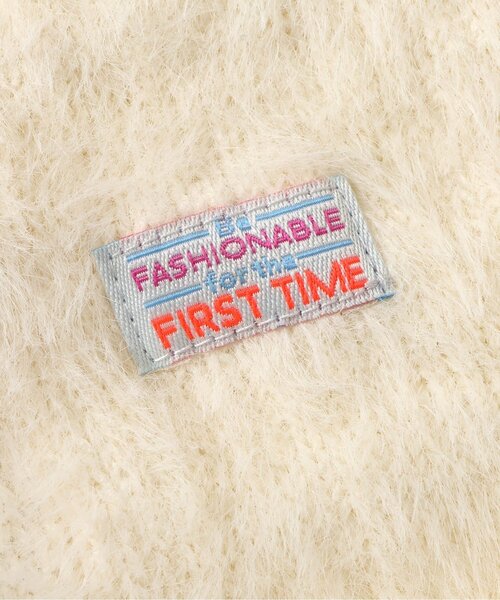 Be
FASHIONABLE
for the
FIRST TIME